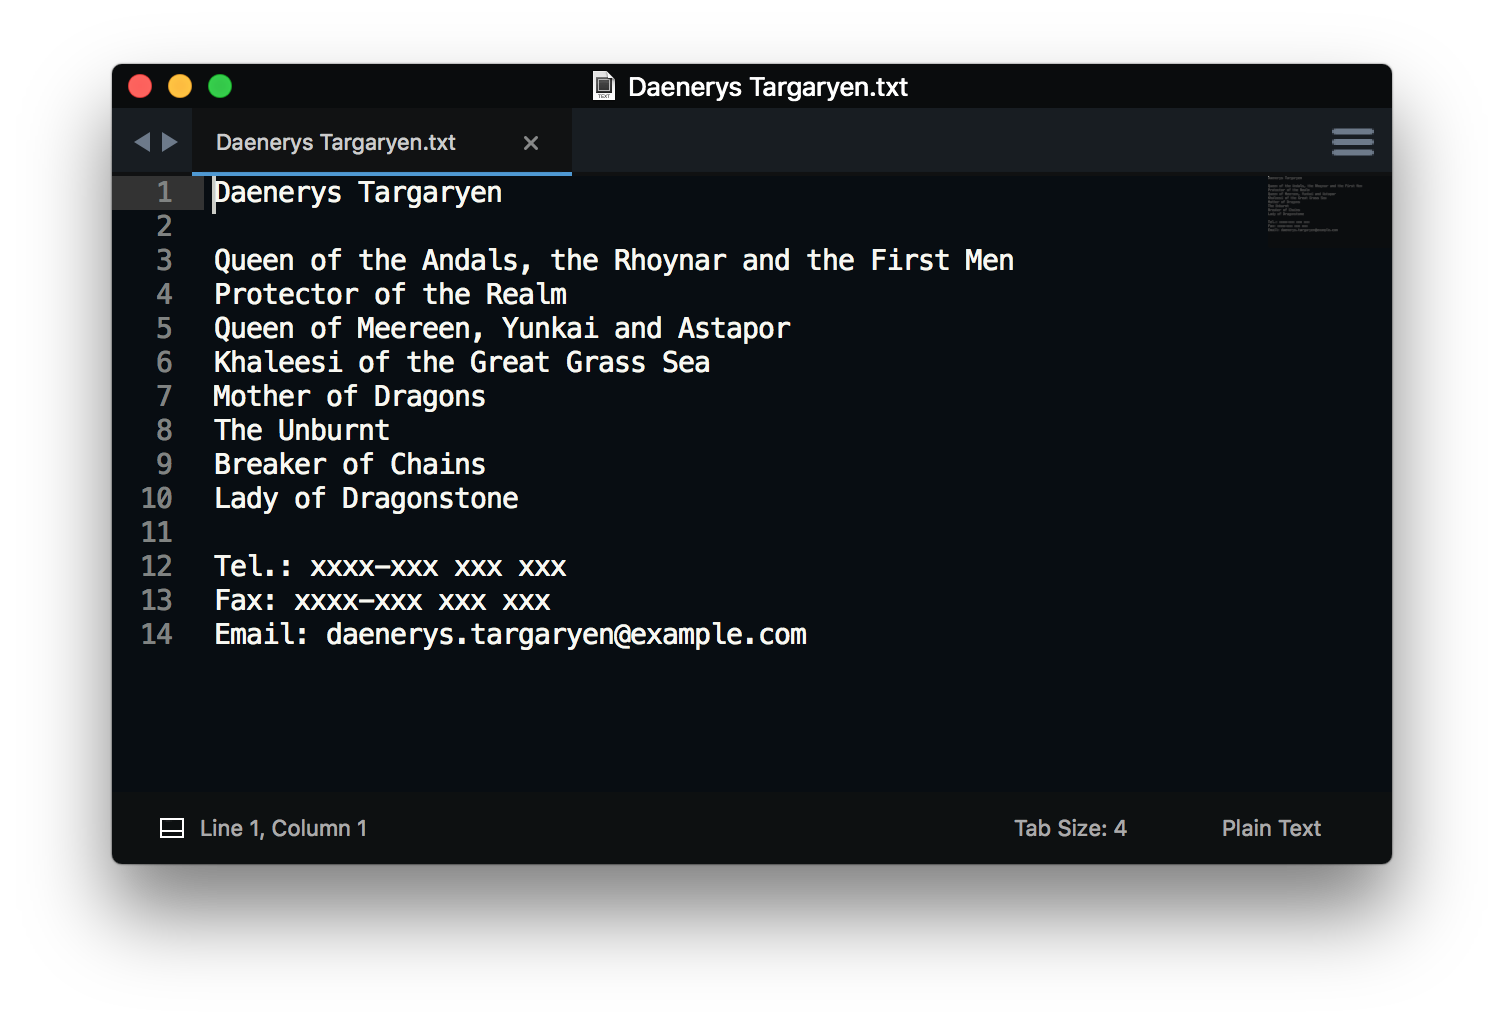 Daenerys Targaryen.txt
Daenerys Targaryen.txt
1 Daenerys Targaryen
2
3 Queen of the Andals, the Rhoynar and the First Men
4 Protector of the Realm
5 Queen of Meereen, Yunkai and Astapor
6 Khaleesi of the Great Grass Sea
7 Mother of Dragons
8 The Unburnt
9 Breaker of Chains
10 Lady of Dragonstone
11
12 Tel.: xxxx-xxx xxx xxx
13 Fax: xxxx-xxx xxx xxx
14 Email: daenerys.targaryen@example.com
Line 1, Column 1 Tab Size: 4 Plain Text